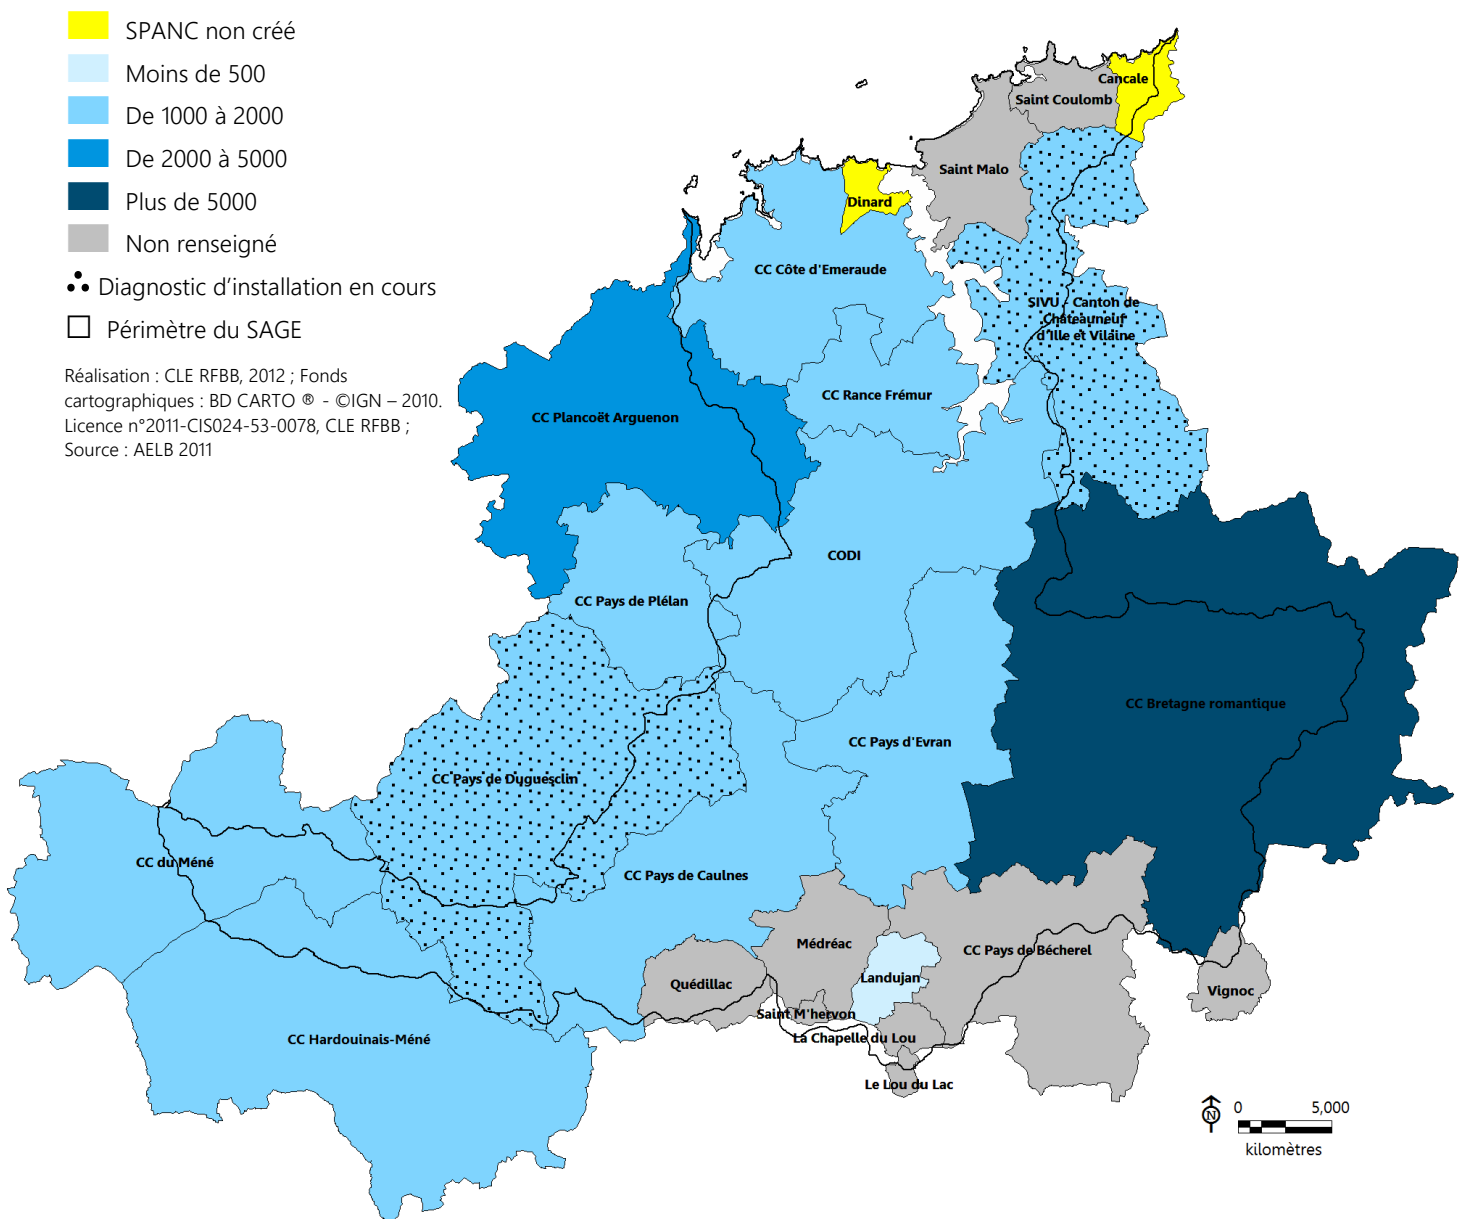 SPANC non créé
Moins de 500
De 1000 à 2000
De 2000 à 5000
Plus de 5000
Non renseigné
Diagnostic d'installation en cours
Périmètre du SAGE
Réalisation : CLE RFBB, 2012 ; Fonds
cartographiques : BD CARTO ® - ©IGN – 2010.
Licence n°2011-CIS024-53-0078, CLE RFBB ;
Source : AELB 2011
Cancale
Saint Coulomb
Saint Malo
Dinard
CC Côte d'Emeraude
SIVU - Canton de
Châteauneuf
d'Ille et Vilaine
CC Rance Frémur
CC Plancoët Arguenon
CODI
CC Pays de Plélan
CC Bretagne romantique
CC Pays d'Evran
CC Pays de Duguesclin
CC du Méné
CC Pays de Caulnes
Médréac
CC Pays de Bécherel
Landujan
Quédillac
Vignoc
Saint M'hervon
La Chapelle du Lou
CC Hardouinais-Méné
Le Lou du Lac
N
0 5,000
kilomètres